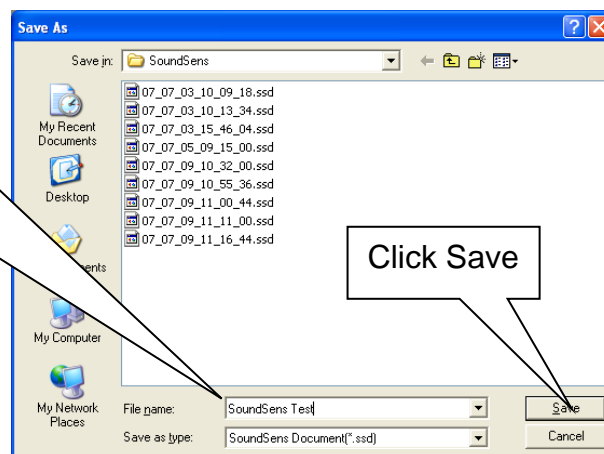 Save As
Save in:
SoundSens
07_07_03_10_09_18.ssd
07_07_03_10_13_34.ssd
07_07_03_15_46_04.ssd
07_07_05_09_15_00.ssd
07_07_09_10_32_00.ssd
07_07_09_10_55_36.ssd
07_07_09_11_00_44.ssd
07_07_09_11_11_00.ssd
07_07_09_11_16_44.ssd
My Recent
Documents
Desktop
My Computer
My Network
Places
Click Save
File name:
SoundSens Test
Save
Save as type:
SoundSens Document(*.ssd)
Cancel